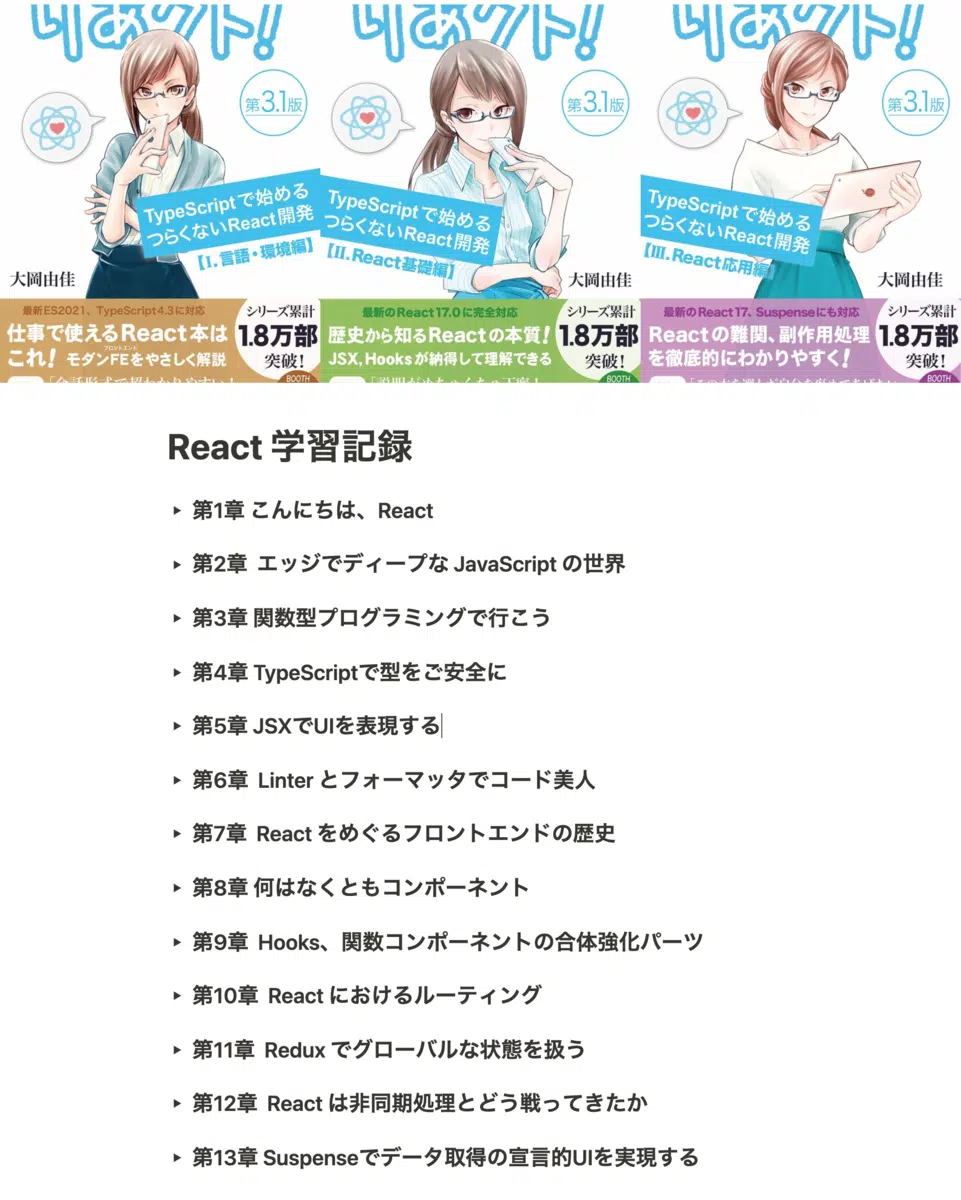 りあクト!
第3.1版
TypeScriptで始める
つらくないReact開発
【I. 言語・環境編】
大岡由佳
最新ES2021、TypeScript4.3に対応
仕事で使えるReact本は
これ! モダンFEをやさしく解説
フロントエンド
シリーズ累計
1.8万部
突破!
BOOTH
りあクト!
第3.1版
TypeScriptで始める
つらくないReact開発
【II. React基礎編】
大岡由佳
最新のReact17.0に完全対応
歴史から知るReactの本質!
JSX, Hooksが納得して理解できる
シリーズ累計
1.8万部
突破!
BOOTH
りあクト!
第3.1版
TypeScriptで始める
つらくないReact開発
【III. React応用編】
大岡由佳
最新のReact17、Suspenseにも対応
Reactの難関、副作用処理
を徹底的にわかりやすく!
シリーズ累計
1.8万部
突破!
BOOTH
React 学習記録
第1章 こんにちは、React
第2章 エッジでディープな JavaScript の世界
第3章 関数型プログラミングで行こう
第4章 TypeScriptで型をご安全に
第5章 JSXでUIを表現する
第6章 Linter とフォーマッタでコード美人
第7章 React をめぐるフロントエンドの歴史
第8章 何はなくともコンポーネント
第9章 Hooks、関数コンポーネントの合体強化パーツ
第10章 React におけるルーティング
第11章 Redux でグローバルな状態を扱う
第12章 React は非同期処理とどう戦ってきたか
第13章 Suspenseでデータ取得の宣言的UIを実現する